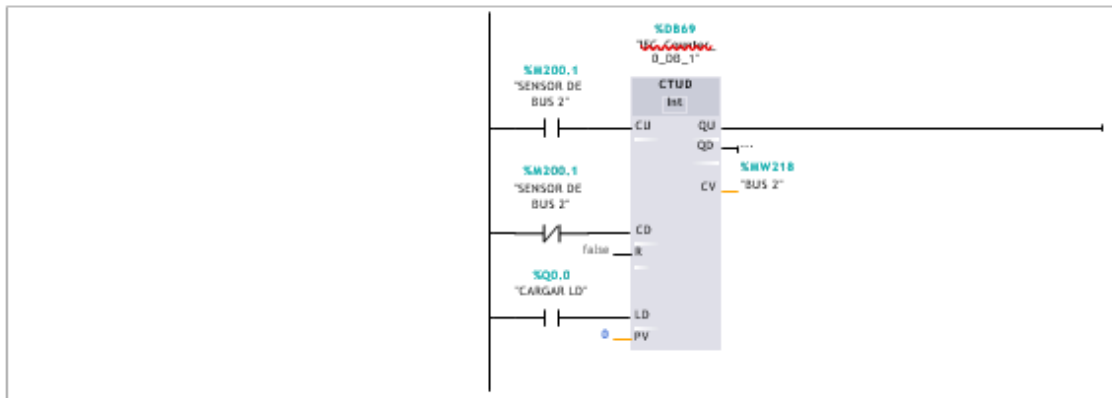 %DB69
0_DB_1"
%M200.1
"SENSOR DE
BUS 2"
CTUD
Int
CU
QU
QD
...
%MW218
CV
"BUS 2"
%M200.1
"SENSOR DE
BUS 2"
CD
false
R
%Q0.0
"CARGAR LD"
LD
0
PV